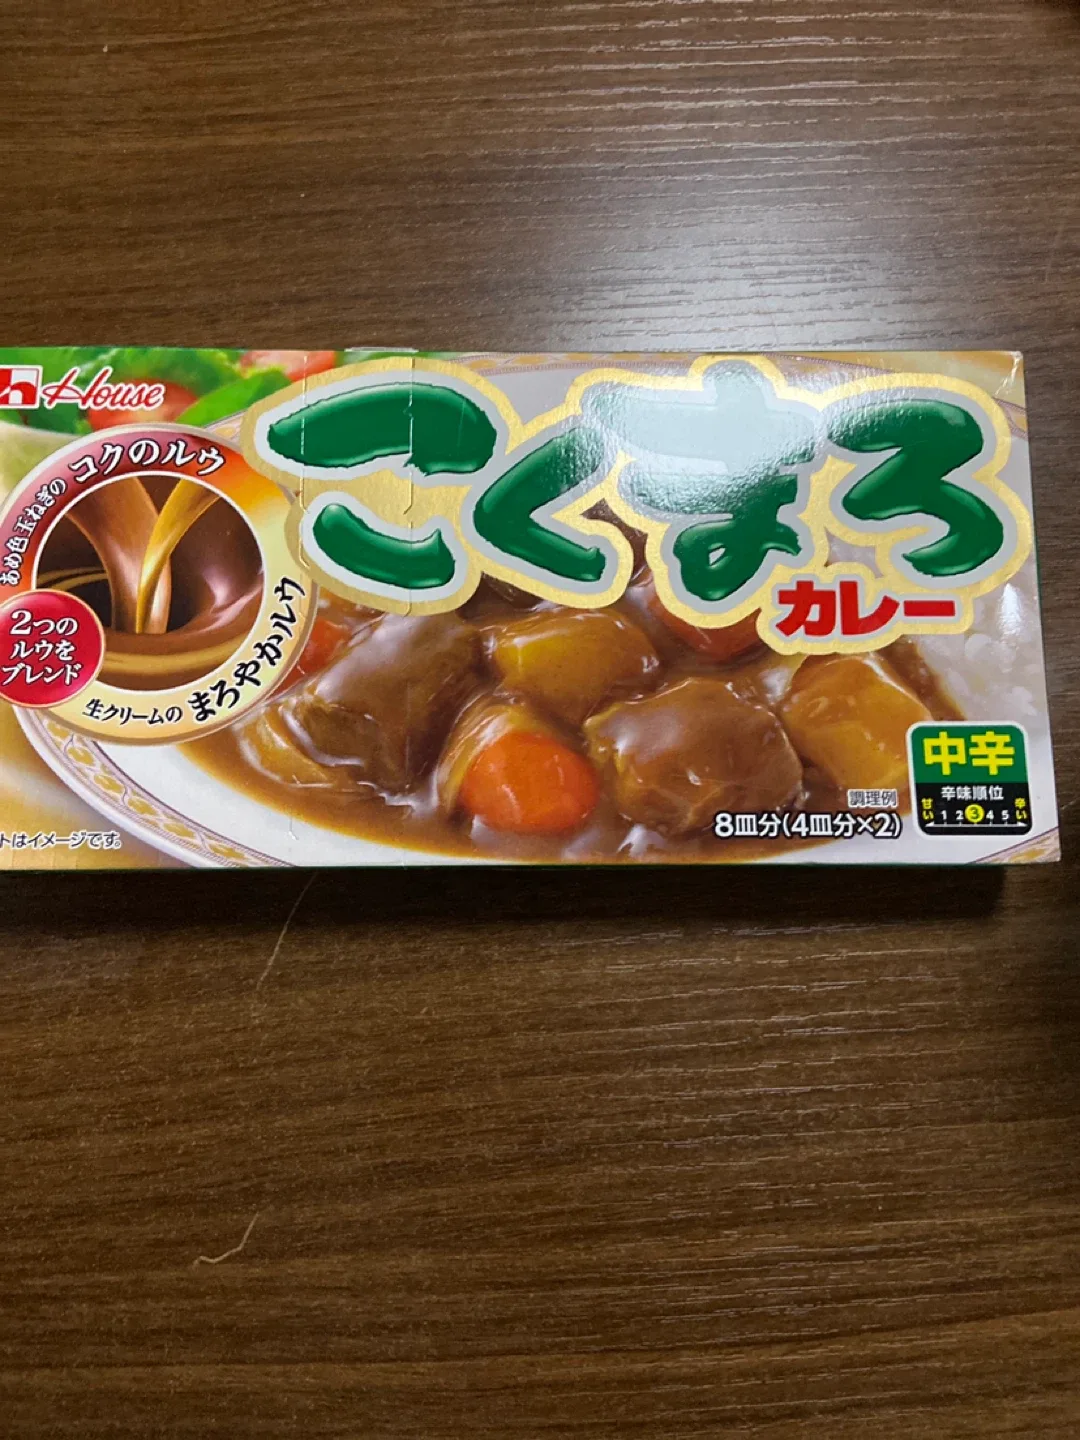 House
こくまろ
カレー
あめ色玉ねぎの コクのルウ
2つの
ルウを
ブレンド
生クリームの まろやかルウ
中辛
辛味順位
甘い 1 2 3 4 5 辛い
調理例
8皿分(4皿分×2)
トはイメージです。